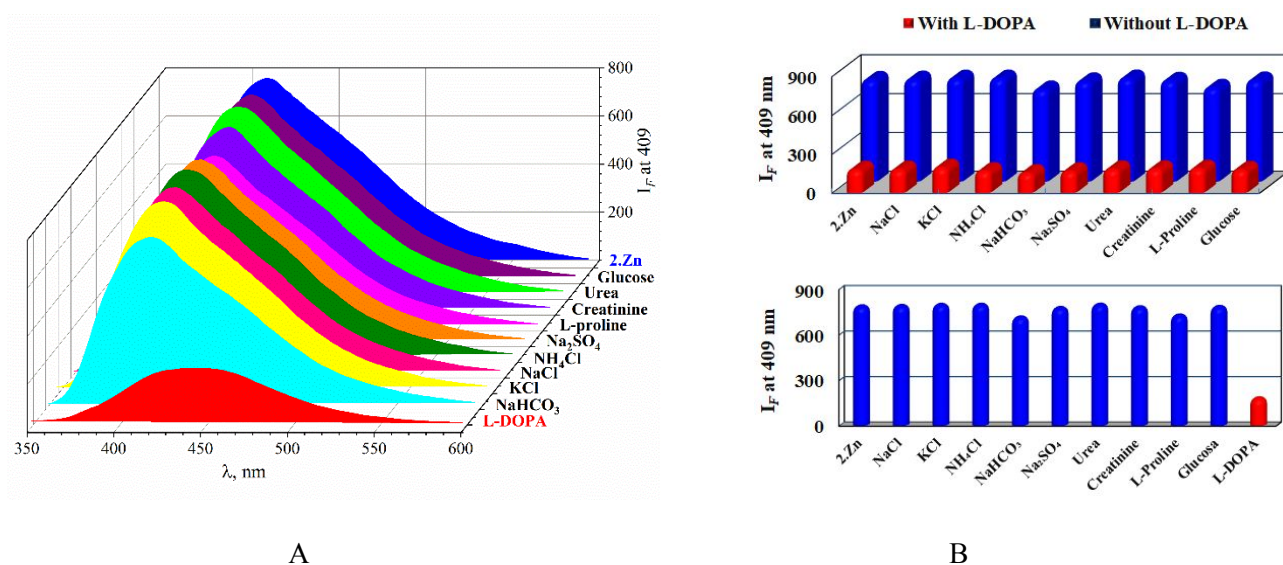 800
600
400
200
I_F at 409
2.Zn
Glucose
Urea
Creatinine
L-proline
Na₂SO₄
NH₄Cl
NaCl
KCl
NaHCO₃
L-DOPA
350 400 450 500 550 600
λ, nm
A
With L-DOPA Without L-DOPA
900
600
300
0
I_F at 409 nm
2.Zn NaCl KCl NH₄Cl NaHCO₃ Na₂SO₄ Urea Creatinine L-Proline Glucose
900
600
300
0
I_F at 409 nm
2.Zn NaCl KCl NH₄Cl NaHCO₃ Na₂SO₄ Urea Creatinine L-Proline Glucosa L-DOPA
B